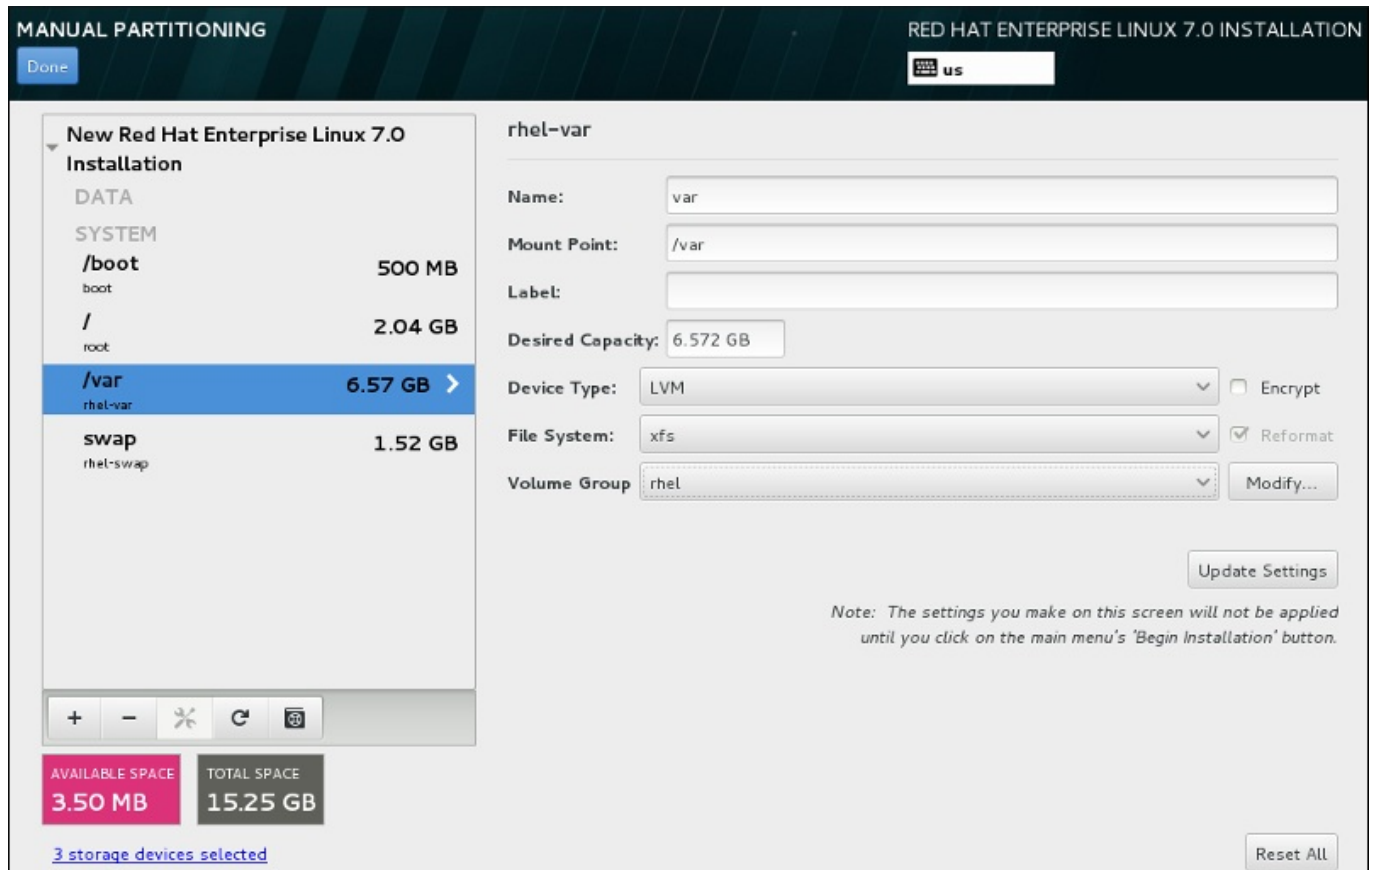 MANUAL PARTITIONING
RED HAT ENTERPRISE LINUX 7.0 INSTALLATION
Done
us
New Red Hat Enterprise Linux 7.0
Installation
DATA
SYSTEM
/boot 500 MB
boot
/ 2.04 GB
root
/var 6.57 GB
rhel-var
swap 1.52 GB
rhel-swap
+ -
AVAILABLE SPACE
3.50 MB
TOTAL SPACE
15.25 GB
3 storage devices selected
rhel-var
Name: var
Mount Point: /var
Label:
Desired Capacity: 6.572 GB
Device Type: LVM Encrypt
File System: xfs Reformat
Volume Group rhel Modify...
Update Settings
Note: The settings you make on this screen will not be applied
until you click on the main menu's 'Begin Installation' button.
Reset All